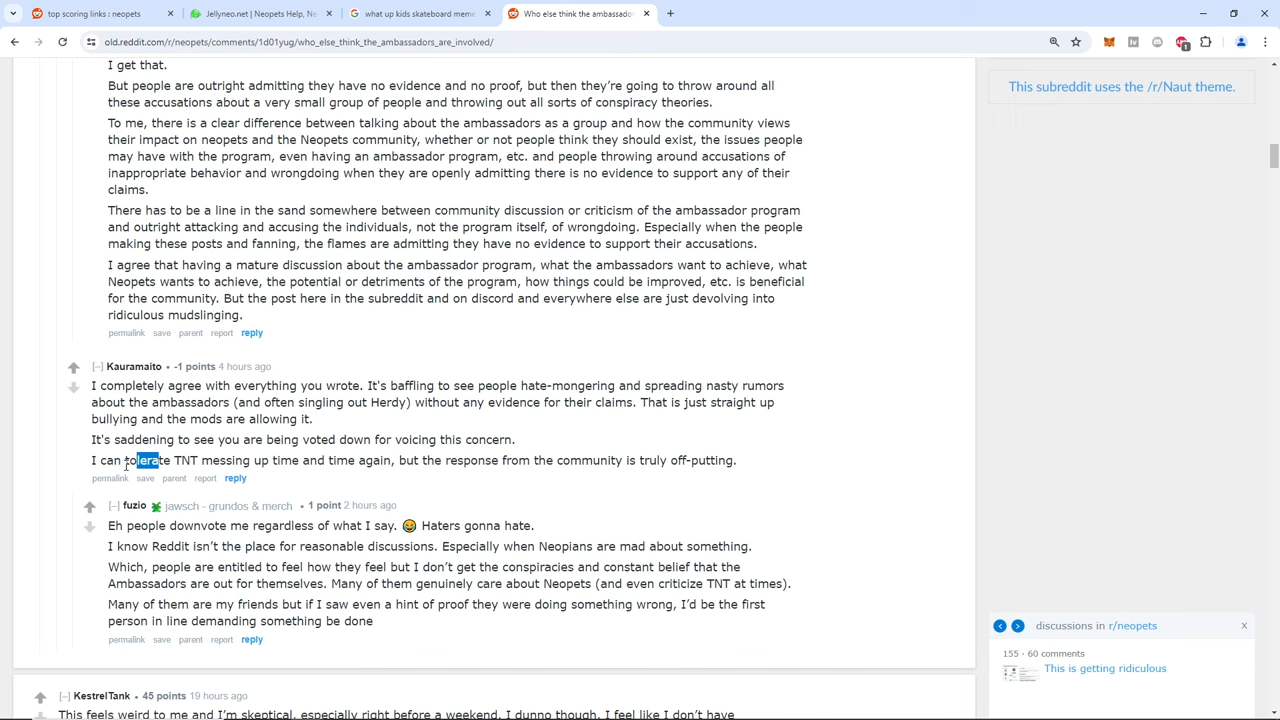 top scoring links : neopets
Jellyneo.net | Neopets Help, Ne
what up kids skateboard meme
Who else think the ambassado
old.reddit.com/r/neopets/comments/1d01yug/who_else_think_the_ambassadors_are_involved/
I get that.
But people are outright admitting they have no evidence and no proof, but then they're going to throw around all
these accusations about a very small group of people and throwing out all sorts of conspiracy theories.
To me, there is a clear difference between talking about the ambassadors as a group and how the community views
their impact on neopets and the Neopets community, whether or not people think they should exist, the issues people
may have with the program, even having an ambassador program, etc. and people throwing around accusations of
inappropriate behavior and wrongdoing when they are openly admitting there is no evidence to support any of their
claims.
There has to be a line in the sand somewhere between community discussion or criticism of the ambassador program
and outright attacking and accusing the individuals, not the program itself, of wrongdoing. Especially when the people
making these posts and fanning, the flames are admitting they have no evidence to support their accusations.
I agree that having a mature discussion about the ambassador program, what the ambassadors want to achieve, what
Neopets wants to achieve, the potential or detriments of the program, how things could be improved, etc. is beneficial
for the community. But the post here in the subreddit and on discord and everywhere else are just devolving into
ridiculous mudslinging.
permalink save parent report reply
[–] Kauramaito • -1 points 4 hours ago
I completely agree with everything you wrote. It's baffling to see people hate-mongering and spreading nasty rumors
about the ambassadors (and often singling out Herdy) without any evidence for their claims. That is just straight up
bullying and the mods are allowing it.
It's saddening to see you are being voted down for voicing this concern.
I can tolerate TNT messing up time and time again, but the response from the community is truly off-putting.
permalink save parent report reply
[–] fuzio jawsch - grundos & merch • 1 point 2 hours ago
Eh people downvote me regardless of what I say. 😂 Haters gonna hate.
I know Reddit isn't the place for reasonable discussions. Especially when Neopians are mad about something.
Which, people are entitled to feel how they feel but I don't get the conspiracies and constant belief that the
Ambassadors are out for themselves. Many of them genuinely care about Neopets (and even criticize TNT at times).
Many of them are my friends but if I saw even a hint of proof they were doing something wrong, I'd be the first
person in line demanding something be done
permalink save parent report reply
[–] KestrelTank • 45 points 19 hours ago
This feels weird to me and I'm skeptical, especially right before a weekend. I dunno though, I feel like I don't have
This subreddit uses the /r/Naut theme.
discussions in r/neopets X
155 · 60 comments
This is getting ridiculous